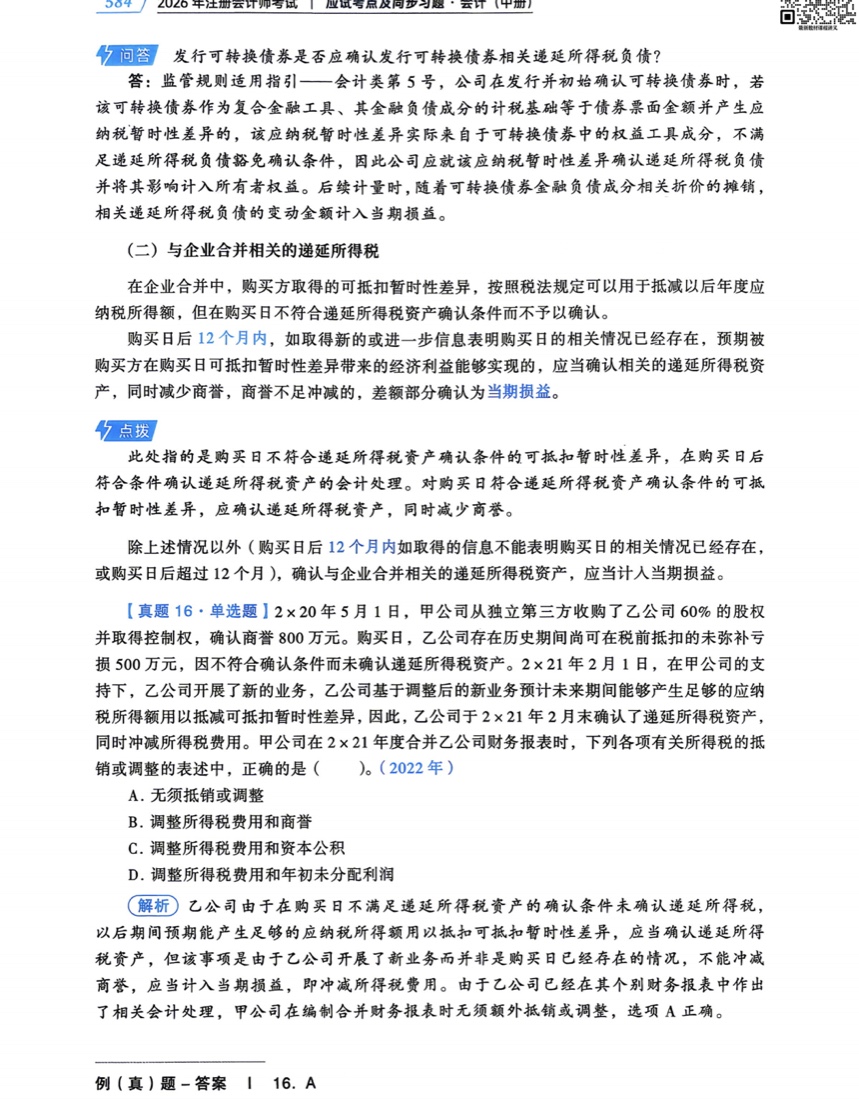 584 2026 年注册会计师考试 | 应试考点及同步习题·会计（中册）
问答 发行可转换债券是否应确认发行可转换债券相关递延所得税负债？
答：监管规则适用指引——会计类第 5 号，公司在发行并初始确认可转换债券时，若
该可转换债券作为复合金融工具、其金融负债成分的计税基础等于债券票面金额并产生应
纳税暂时性差异的，该应纳税暂时性差异实际来自于可转换债券中的权益工具成分，不满
足递延所得税负债豁免确认条件，因此公司应就该应纳税暂时性差异确认递延所得税负债
并将其影响计入所有者权益。后续计量时，随着可转换债券金融负债成分相关折价的摊销，
相关递延所得税负债的变动金额计入当期损益。
（二）与企业合并相关的递延所得税
在企业合并中，购买方取得的可抵扣暂时性差异，按照税法规定可以用于抵减以后年度应
纳税所得额，但在购买日不符合递延所得税资产确认条件而不予以确认。
购买日后 12 个月内，如取得新的或进一步信息表明购买日的相关情况已经存在，预期被
购买方在购买日可抵扣暂时性差异带来的经济利益能够实现的，应当确认相关的递延所得税资
产，同时减少商誉，商誉不足冲减的，差额部分确认为当期损益。
点拨
此处指的是购买日不符合递延所得税资产确认条件的可抵扣暂时性差异，在购买日后
符合条件确认递延所得税资产的会计处理。对购买日符合递延所得税资产确认条件的可抵
扣暂时性差异，应确认递延所得税资产，同时减少商誉。
除上述情况以外（购买日后 12 个月内如取得的信息不能表明购买日的相关情况已经存在，
或购买日后超过 12 个月），确认与企业合并相关的递延所得税资产，应当计入当期损益。
【真题 16·单选题】2×20 年 5 月 1 日，甲公司从独立第三方收购了乙公司 60% 的股权
并取得控制权，确认商誉 800 万元。购买日，乙公司存在历史期间尚可在税前抵扣的未弥补亏
损 500 万元，因不符合确认条件而未确认递延所得税资产。2×21 年 2 月 1 日，在甲公司的支
持下，乙公司开展了新的业务，乙公司基于调整后的新业务预计未来期间能够产生足够的应纳
税所得额用以抵减可抵扣暂时性差异，因此，乙公司于 2×21 年 2 月末确认了递延所得税资产，
同时冲减所得税费用。甲公司在 2×21 年度合并乙公司财务报表时，下列各项有关所得税的抵
销或调整的表述中，正确的是（　　）。（2022 年）
A. 无须抵销或调整
B. 调整所得税费用和商誉
C. 调整所得税费用和资本公积
D. 调整所得税费用和年初未分配利润
解析 乙公司由于在购买日不满足递延所得税资产的确认条件未确认递延所得税，
以后期间预期能产生足够的应纳税所得额用以抵扣可抵扣暂时性差异，应当确认递延所得
税资产，但该事项是由于乙公司开展了新业务而并非是购买日已经存在的情况，不能冲减
商誉，应当计入当期损益，即冲减所得税费用。由于乙公司已经在其个别财务报表中作出
了相关会计处理，甲公司在编制合并财务报表时无须额外抵销或调整，选项 A 正确。
例（真）题－答案 | 16. A